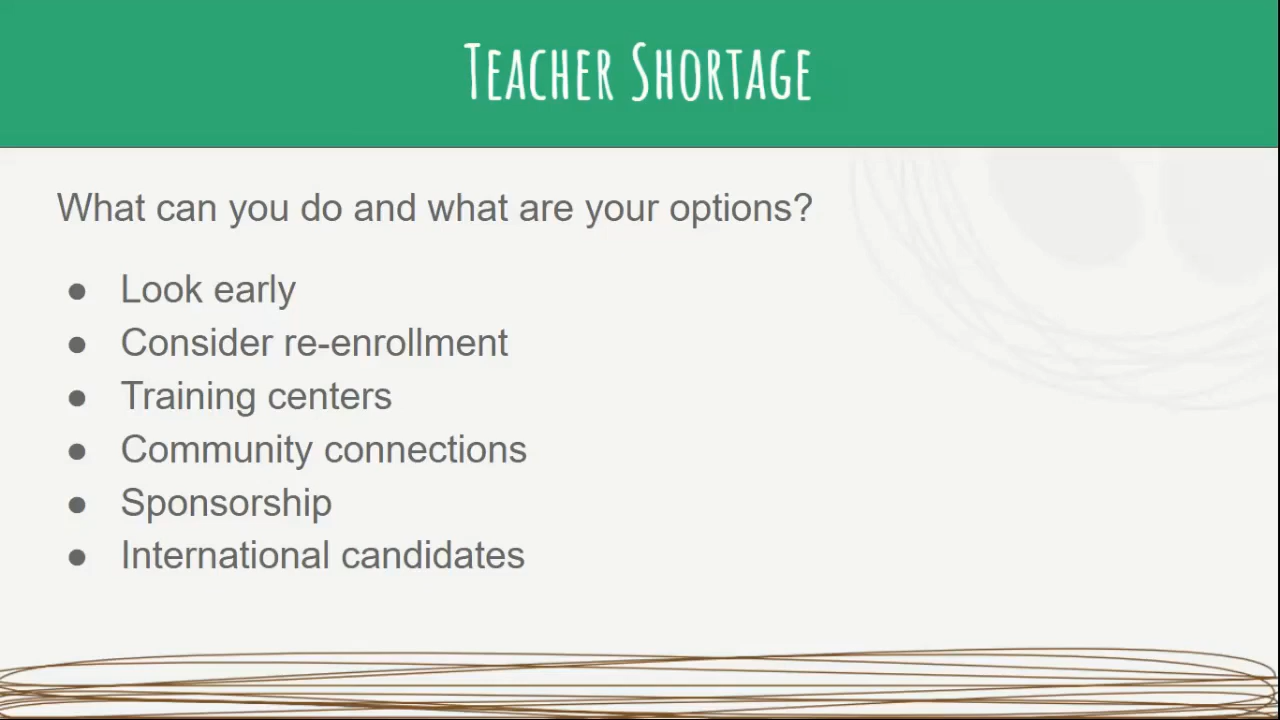 Teacher Shortage
What can you do and what are your options?
● Look early
● Consider re-enrollment
● Training centers
● Community connections
● Sponsorship
● International candidates